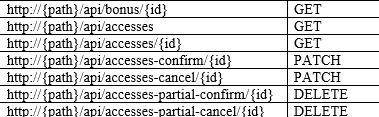 http://{path}/api/bonus/{id} GET
http://{path}/api/accesses GET
http://{path}/api/accesses/{id} GET
http://{path}/api/accesses-confirm/{id} PATCH
http://{path}/api/accesses-cancel/{id} PATCH
http://{path}/api/accesses-partial-confirm/{id} DELETE
http://{path}/api/accesses-partial-cancel/{id} DELETE